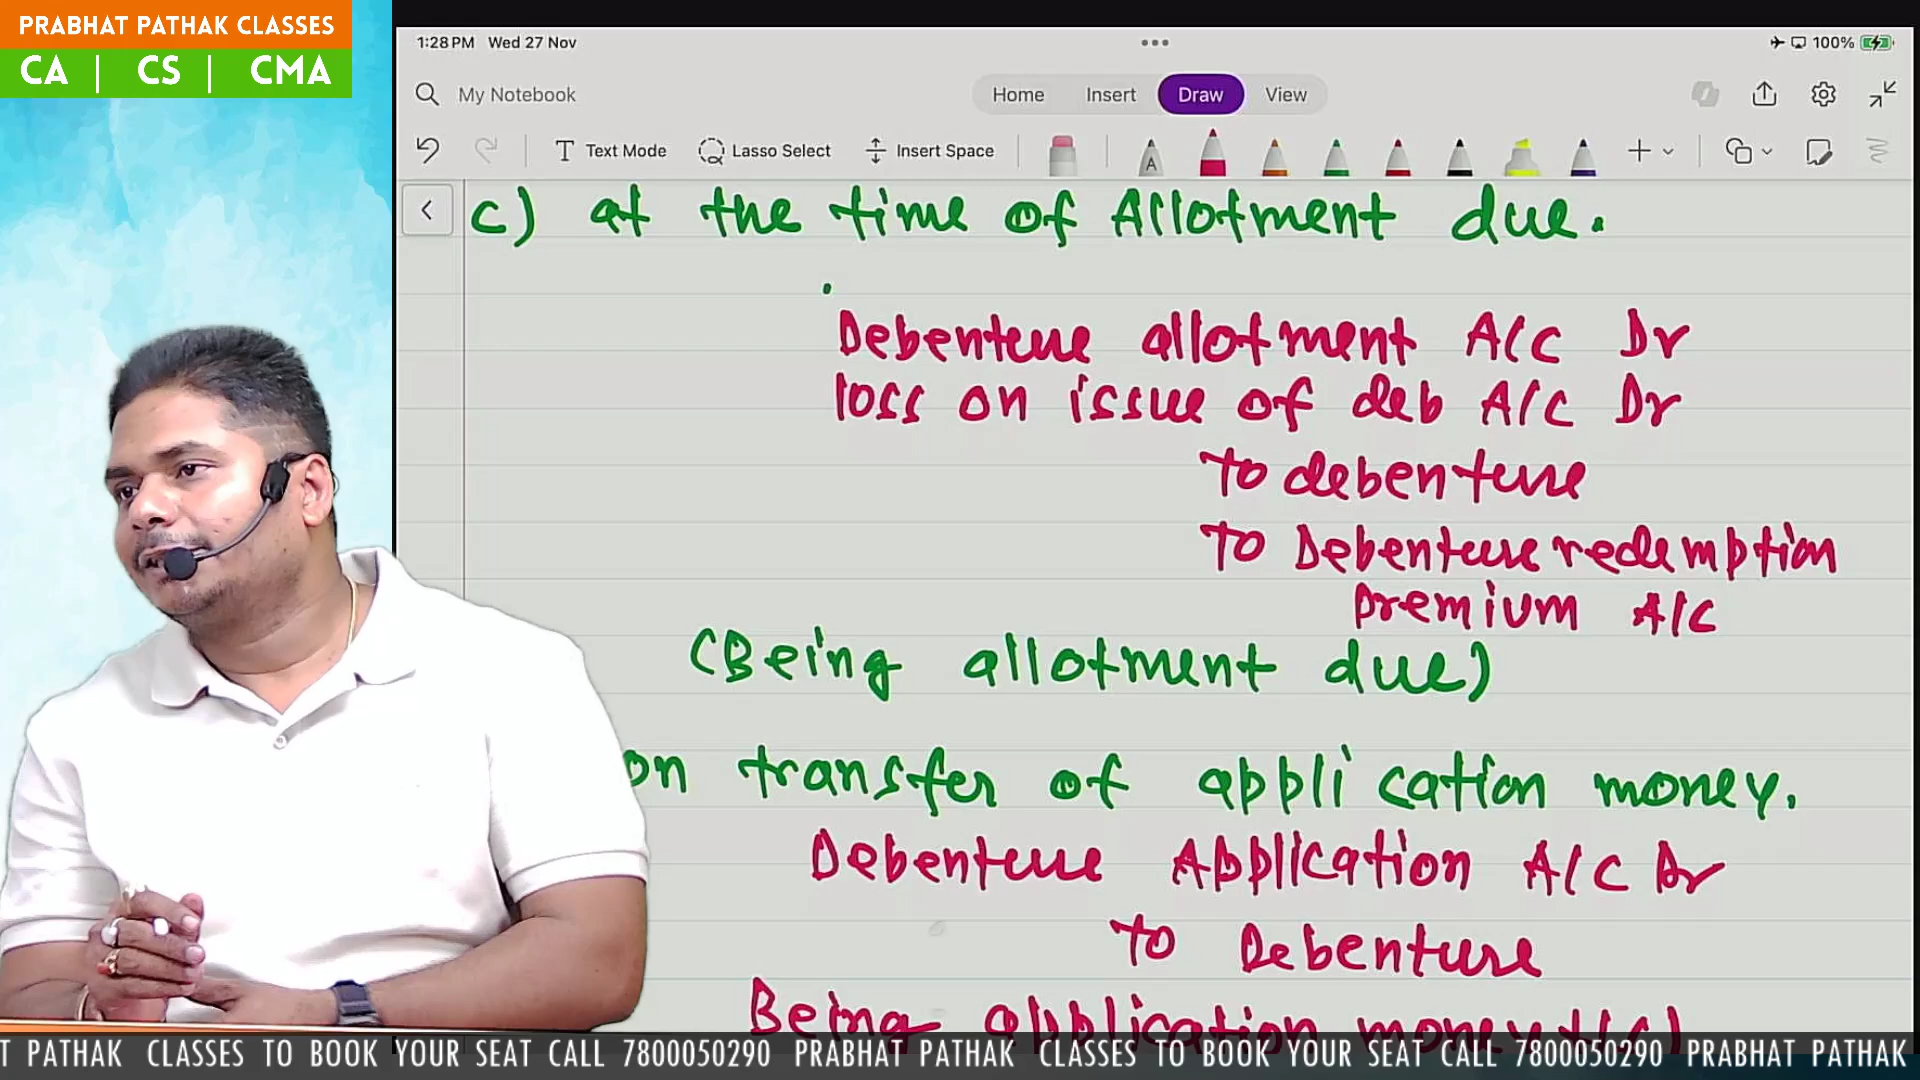 PRABHAT PATHAK CLASSES
CA | CS | CMA
1:28 PM Wed 27 Nov
100%
My Notebook
Home Insert Draw View
Text Mode Lasso Select Insert Space
A
c) at the time of Allotment due.
Debenture allotment A/c Dr
loss on issue of deb A/c Dr
To debenture
To Debenture redemption
premium A/c
(Being allotment due)
on transfer of application money.
Debenture Application A/c Dr
To Debenture
Being application money t/f(c)
T PATHAK CLASSES TO BOOK YOUR SEAT CALL 7800050290 PRABHAT PATHAK CLASSES TO BOOK YOUR SEAT CALL 7800050290 PRABHAT PATHAK